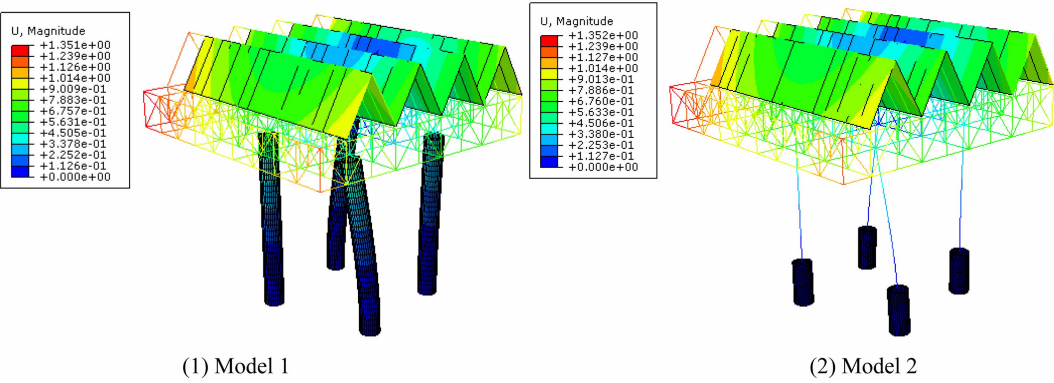 U, Magnitude
+1.351e+00
+1.239e+00
+1.126e+00
+1.014e+00
+9.009e-01
+7.883e-01
+6.757e-01
+5.631e-01
+4.505e-01
+3.378e-01
+2.252e-01
+1.126e-01
+0.000e+00
U, Magnitude
+1.352e+00
+1.239e+00
+1.127e+00
+1.014e+00
+9.013e-01
+7.886e-01
+6.760e-01
+5.633e-01
+4.506e-01
+3.380e-01
+2.253e-01
+1.127e-01
+0.000e+00
(1) Model 1
(2) Model 2